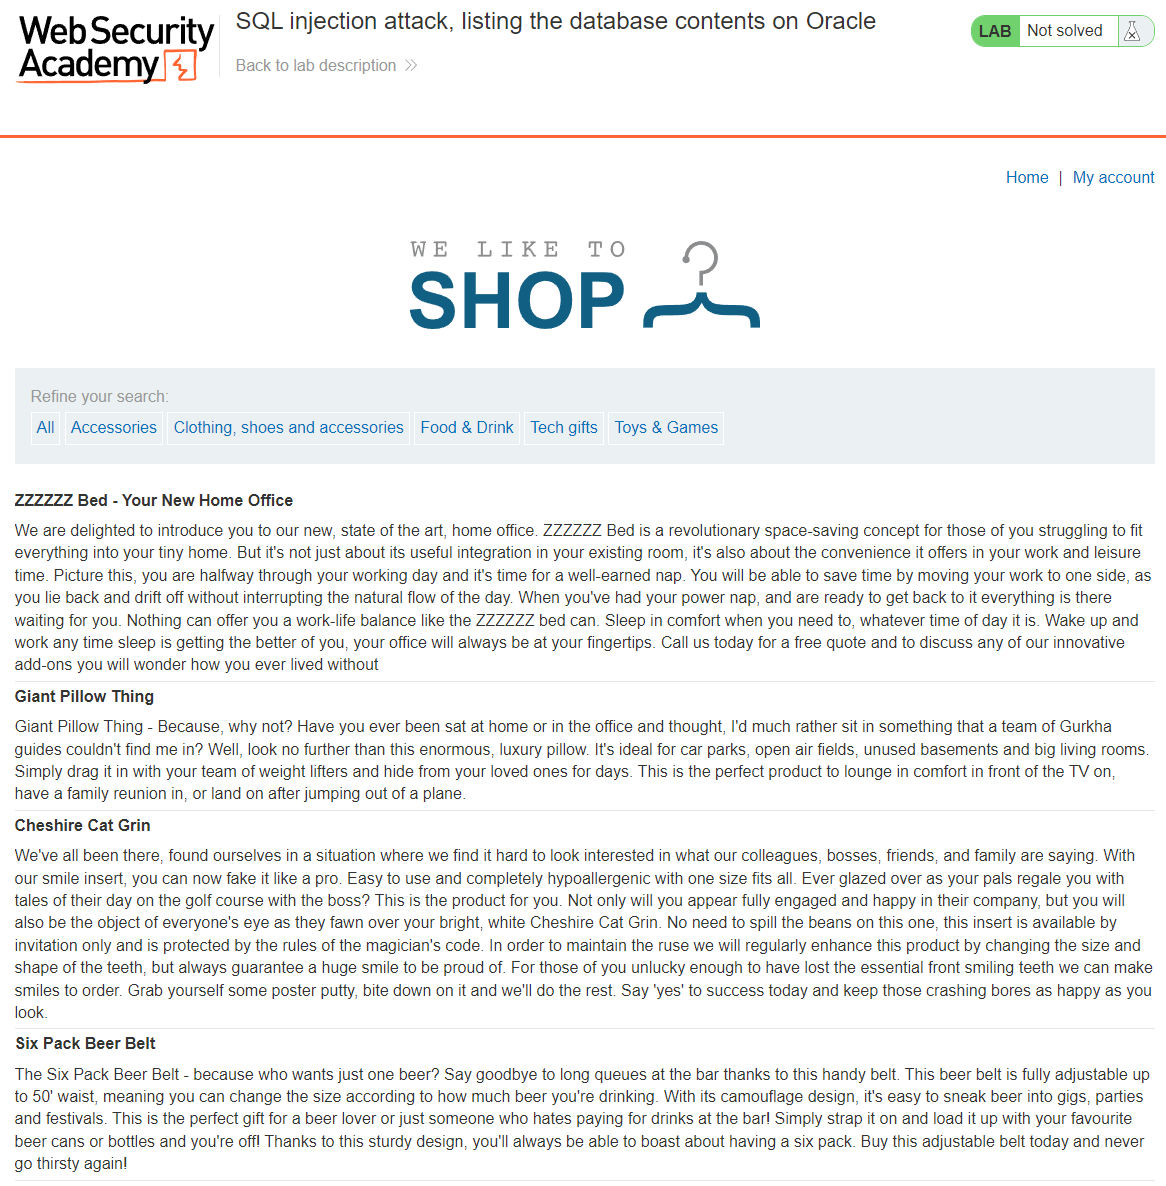 Web Security
Academy
SQL injection attack, listing the database contents on Oracle
Back to lab description
LAB Not solved
Home | My account
WE LIKE TO
SHOP
Refine your search:
All Accessories Clothing, shoes and accessories Food & Drink Tech gifts Toys & Games
ZZZZZZ Bed - Your New Home Office
We are delighted to introduce you to our new, state of the art, home office. ZZZZZZ Bed is a revolutionary space-saving concept for those of you struggling to fit
everything into your tiny home. But it's not just about its useful integration in your existing room, it's also about the convenience it offers in your work and leisure
time. Picture this, you are halfway through your working day and it's time for a well-earned nap. You will be able to save time by moving your work to one side, as
you lie back and drift off without interrupting the natural flow of the day. When you've had your power nap, and are ready to get back to it everything is there
waiting for you. Nothing can offer you a work-life balance like the ZZZZZZ bed can. Sleep in comfort when you need to, whatever time of day it is. Wake up and
work any time sleep is getting the better of you, your office will always be at your fingertips. Call us today for a free quote and to discuss any of our innovative
add-ons you will wonder how you ever lived without
Giant Pillow Thing
Giant Pillow Thing - Because, why not? Have you ever been sat at home or in the office and thought, I'd much rather sit in something that a team of Gurkha
guides couldn't find me in? Well, look no further than this enormous, luxury pillow. It's ideal for car parks, open air fields, unused basements and big living rooms.
Simply drag it in with your team of weight lifters and hide from your loved ones for days. This is the perfect product to lounge in comfort in front of the TV on,
have a family reunion in, or land on after jumping out of a plane.
Cheshire Cat Grin
We've all been there, found ourselves in a situation where we find it hard to look interested in what our colleagues, bosses, friends, and family are saying. With
our smile insert, you can now fake it like a pro. Easy to use and completely hypoallergenic with one size fits all. Ever glazed over as your pals regale you with
tales of their day on the golf course with the boss? This is the product for you. Not only will you appear fully engaged and happy in their company, but you will
also be the object of everyone's eye as they fawn over your bright, white Cheshire Cat Grin. No need to spill the beans on this one, this insert is available by
invitation only and is protected by the rules of the magician's code. In order to maintain the ruse we will regularly enhance this product by changing the size and
shape of the teeth, but always guarantee a huge smile to be proud of. For those of you unlucky enough to have lost the essential front smiling teeth we can make
smiles to order. Grab yourself some poster putty, bite down on it and we'll do the rest. Say 'yes' to success today and keep those crashing bores as happy as you
look.
Six Pack Beer Belt
The Six Pack Beer Belt - because who wants just one beer? Say goodbye to long queues at the bar thanks to this handy belt. This beer belt is fully adjustable up
to 50' waist, meaning you can change the size according to how much beer you're drinking. With its camouflage design, it's easy to sneak beer into gigs, parties
and festivals. This is the perfect gift for a beer lover or just someone who hates paying for drinks at the bar! Simply strap it on and load it up with your favourite
beer cans or bottles and you're off! Thanks to this sturdy design, you'll always be able to boast about having a six pack. Buy this adjustable belt today and never
go thirsty again!